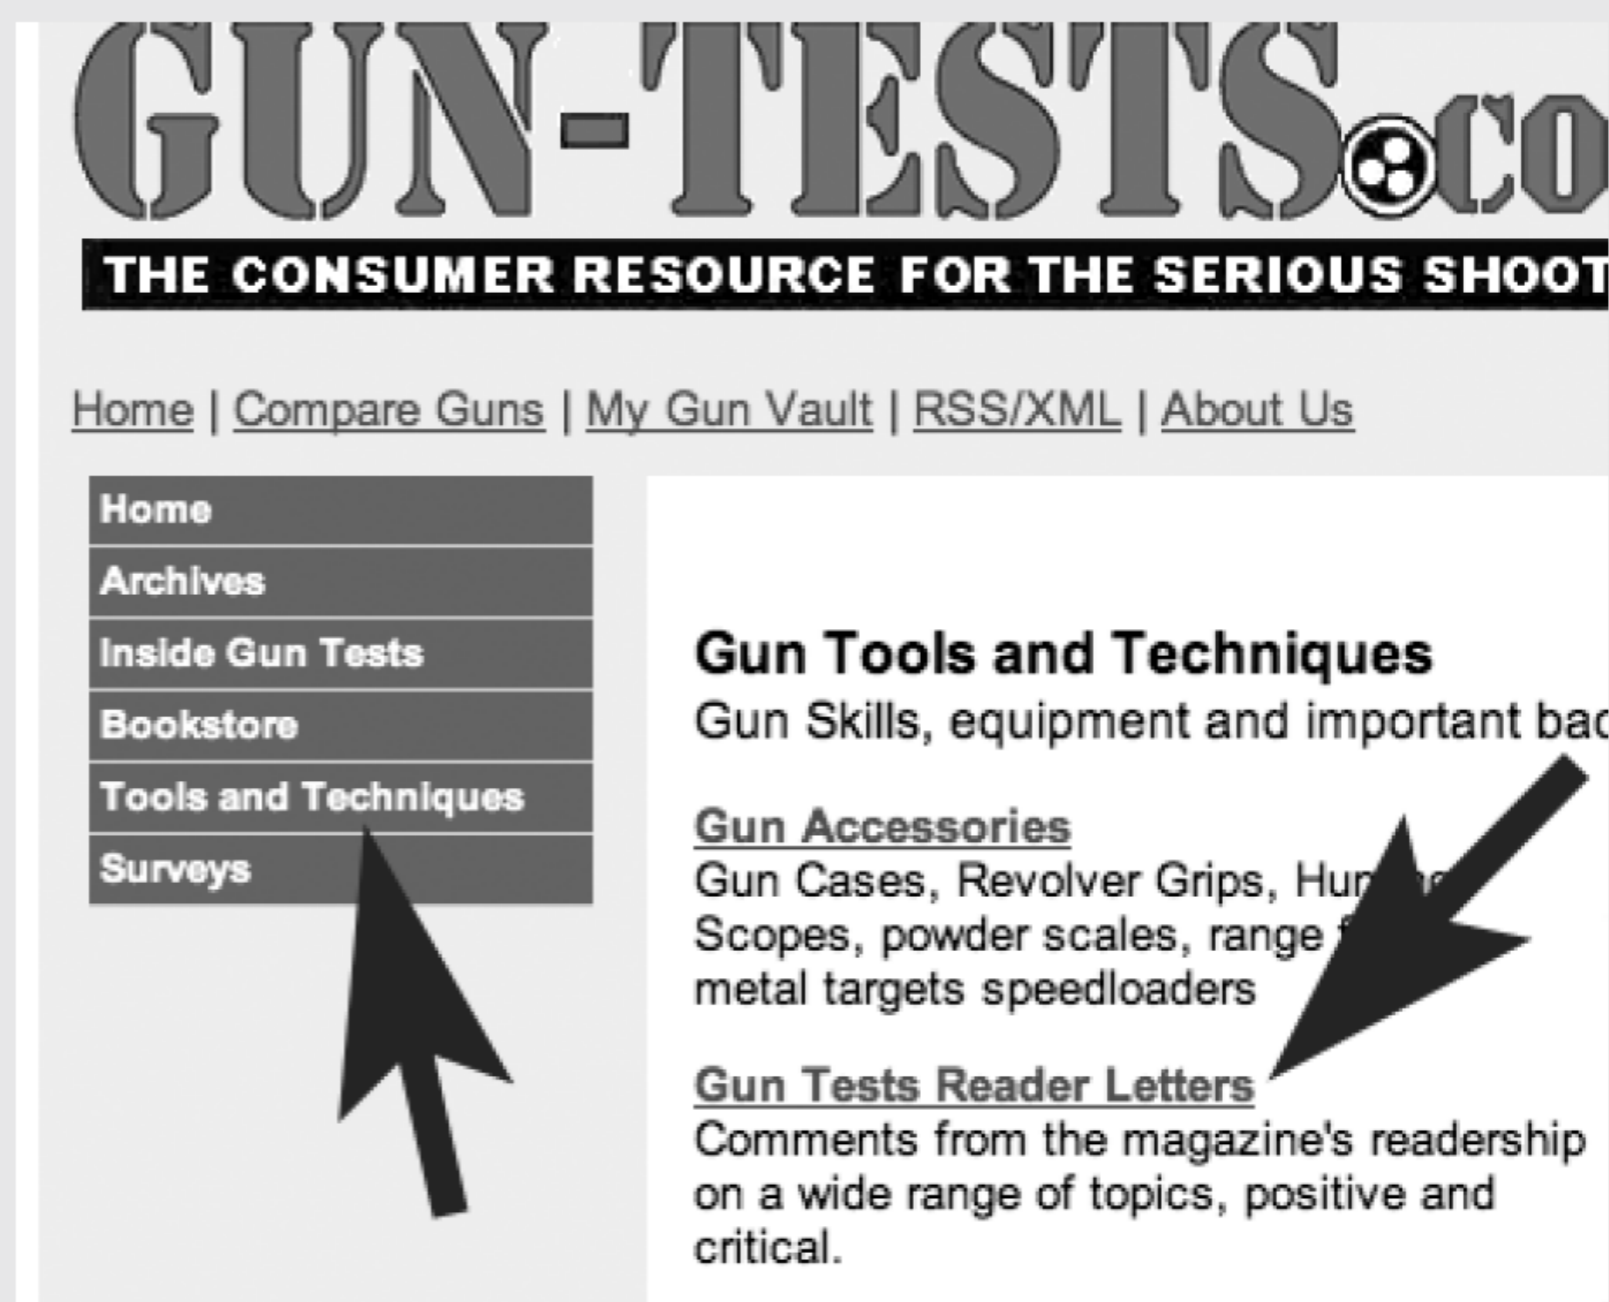 GUN-TESTS.CO
THE CONSUMER RESOURCE FOR THE SERIOUS SHOOT
Home | Compare Guns | My Gun Vault | RSS/XML | About Us
Home
Archives
Inside Gun Tests
Bookstore
Tools and Techniques
Surveys
Gun Tools and Techniques
Gun Skills, equipment and important bac
Gun Accessories
Gun Cases, Revolver Grips,
Scopes, powder scales, range
metal targets speedloaders
Gun Tests Reader Letters
Comments from the magazine's readership
on a wide range of topics, positive and
critical.